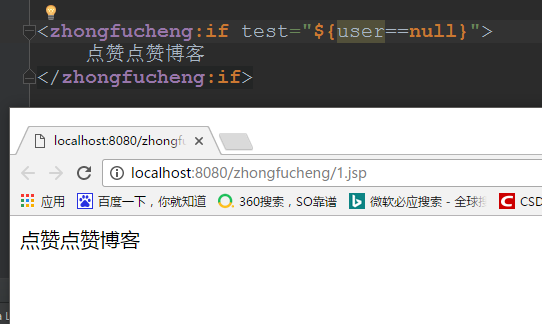 <zhongfucheng:if test="${user==null}">
点赞点赞博客
</zhongfucheng:if>
localhost:8080/zhongfu
localhost:8080/zhongfucheng/1.jsp
应用 百度一下，你就知道 360搜索，SO靠谱 微软必应搜索 - 全球搜 CSD
点赞点赞博客